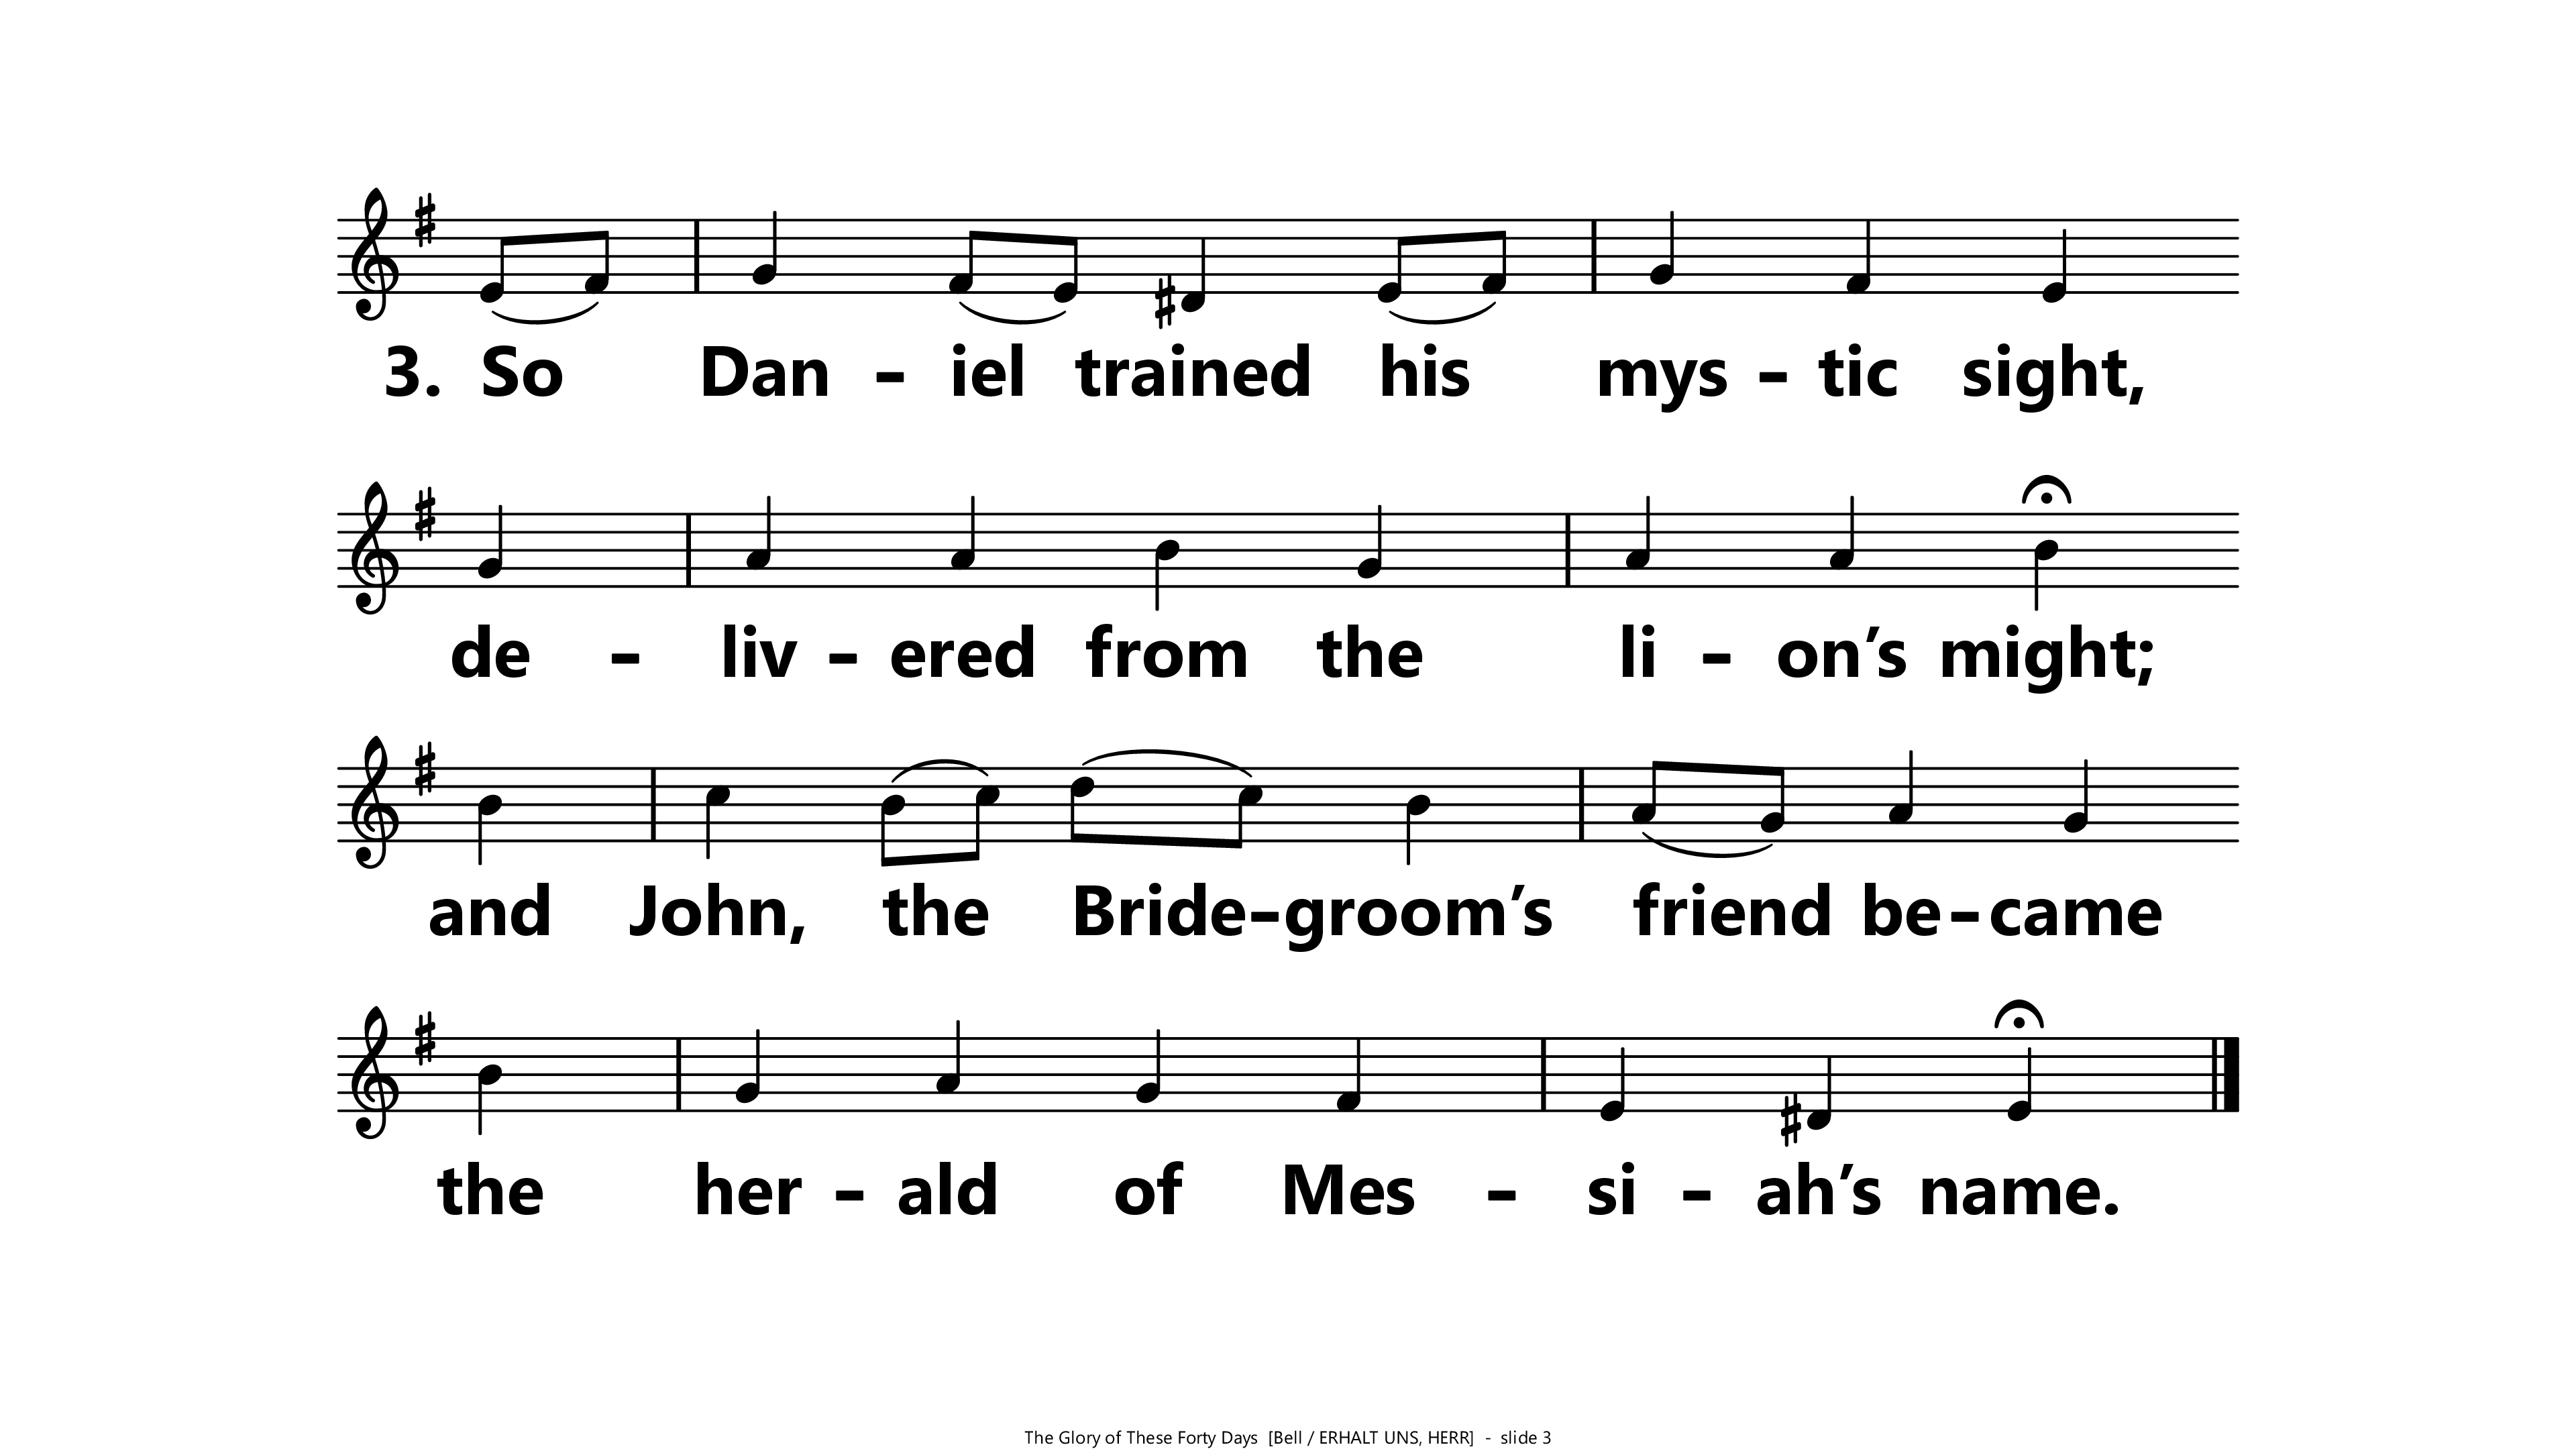 3. So Dan - iel trained his mys - tic sight,
de - liv - ered from the li - on’s might;
and John, the Bride-groom’s friend be-came
the her - ald of Mes - si - ah’s name.
The Glory of These Forty Days [Bell / ERHALT UNS, HERR] - slide 3